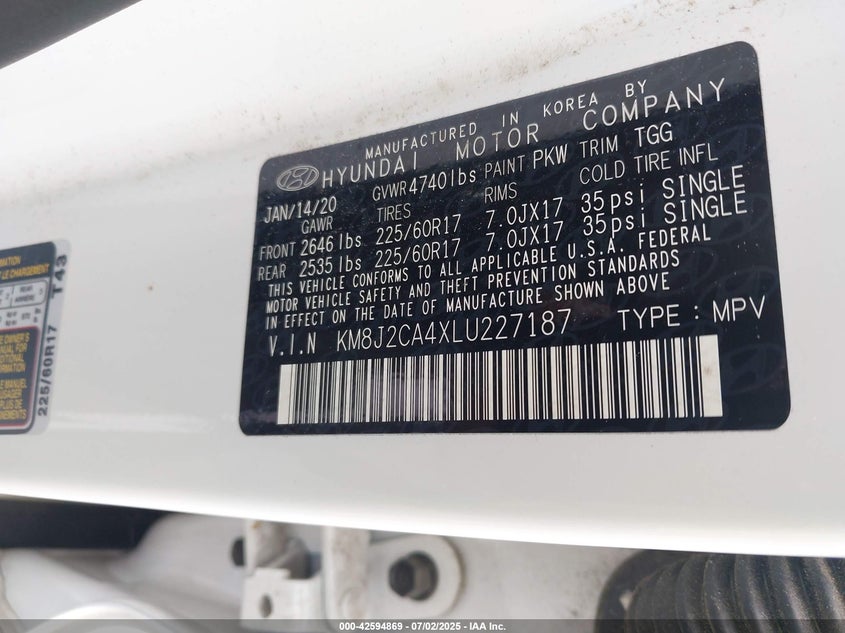 MANUFACTURED IN KOREA BY
HYUNDAI MOTOR COMPANY
JAN/14/20 GVWR 4740lbs PAINT PKW TRIM TGG
GAWR TIRES RIMS COLD TIRE INFL
FRONT 2646 lbs 225/60R17 7.0JX17 35psi SINGLE
REAR 2535 lbs 225/60R17 7.0JX17 35psi SINGLE
THIS VEHICLE CONFORMS TO ALL APPLICABLE U.S.A. FEDERAL
MOTOR VEHICLE SAFETY AND THEFT PREVENTION STANDARDS
IN EFFECT ON THE DATE OF MANUFACTURE SHOWN ABOVE
V.I.N KM8J2CA4XLU227187 TYPE : MPV
225/60R17 T43
000-42594869 - 07/02/2025 - IAA Inc.